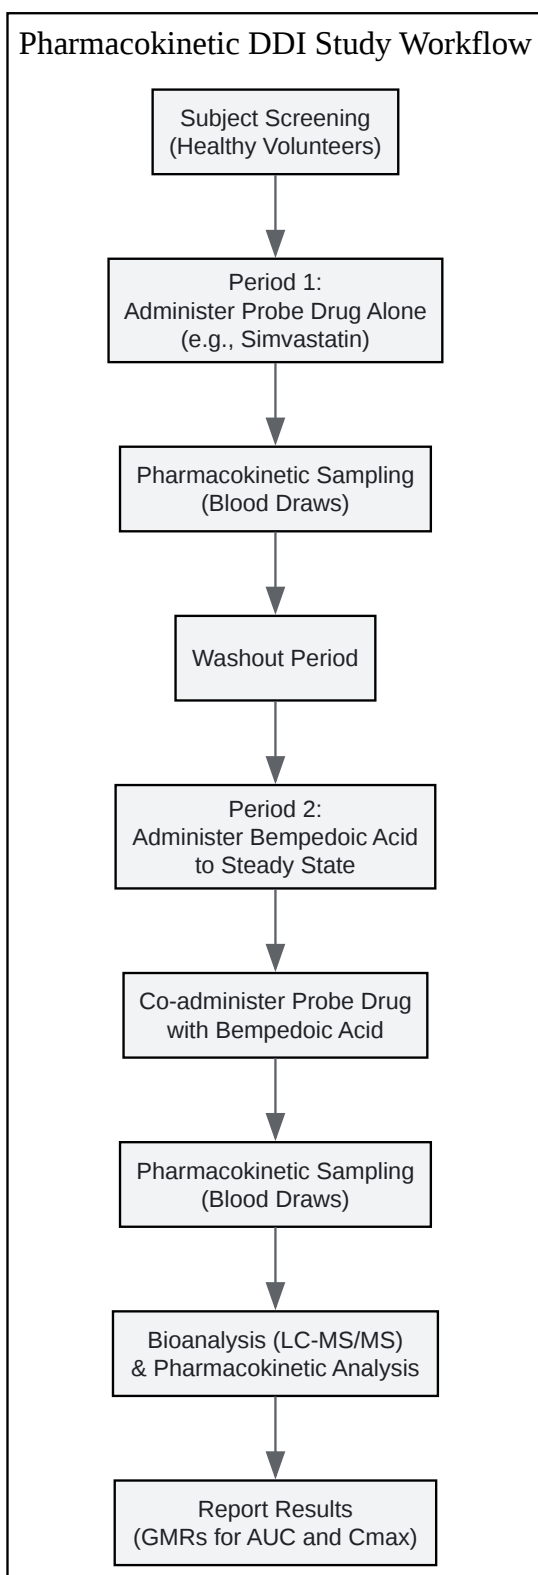 Pharmacokinetic DDI Study Workflow
Subject Screening
(Healthy Volunteers)
Period 1:
Administer Probe Drug Alone
(e.g., Simvastatin)
Pharmacokinetic Sampling
(Blood Draws)
Washout Period
Period 2:
Administer Bempedoic Acid
to Steady State
Co-administer Probe Drug
with Bempedoic Acid
Pharmacokinetic Sampling
(Blood Draws)
Bioanalysis (LC-MS/MS)
& Pharmacokinetic Analysis
Report Results
(GMRs for AUC and Cmax)